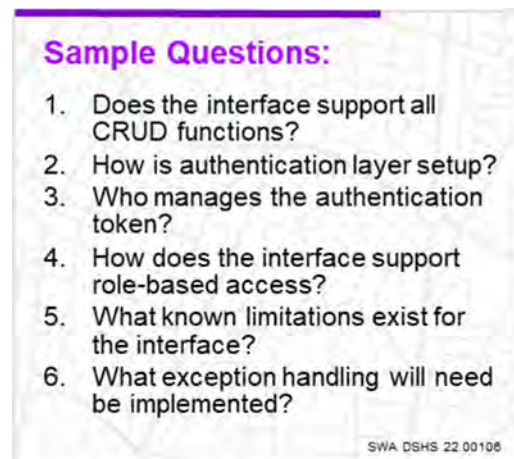 Sample Questions:
1. Does the interface support all
CRUD functions?
2. How is authentication layer setup?
3. Who manages the authentication
token?
4. How does the interface support
role-based access?
5. What known limitations exist for
the interface?
6. What exception handling will need
be implemented?
SWA DSHS 22 00106